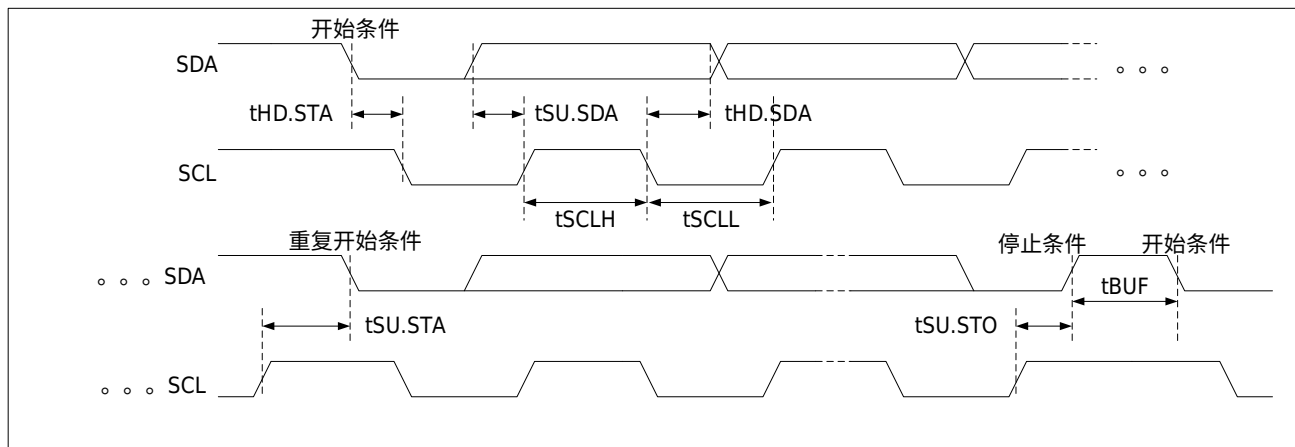 开始条件
SDA
。。。
tHD.STA
tSU.SDA
tHD.SDA
SCL
。。。
tSCLH
tSCLL
重复开始条件
停止条件
开始条件
。。。SDA
tBUF
tSU.STA
tSU.STO
。。。SCL